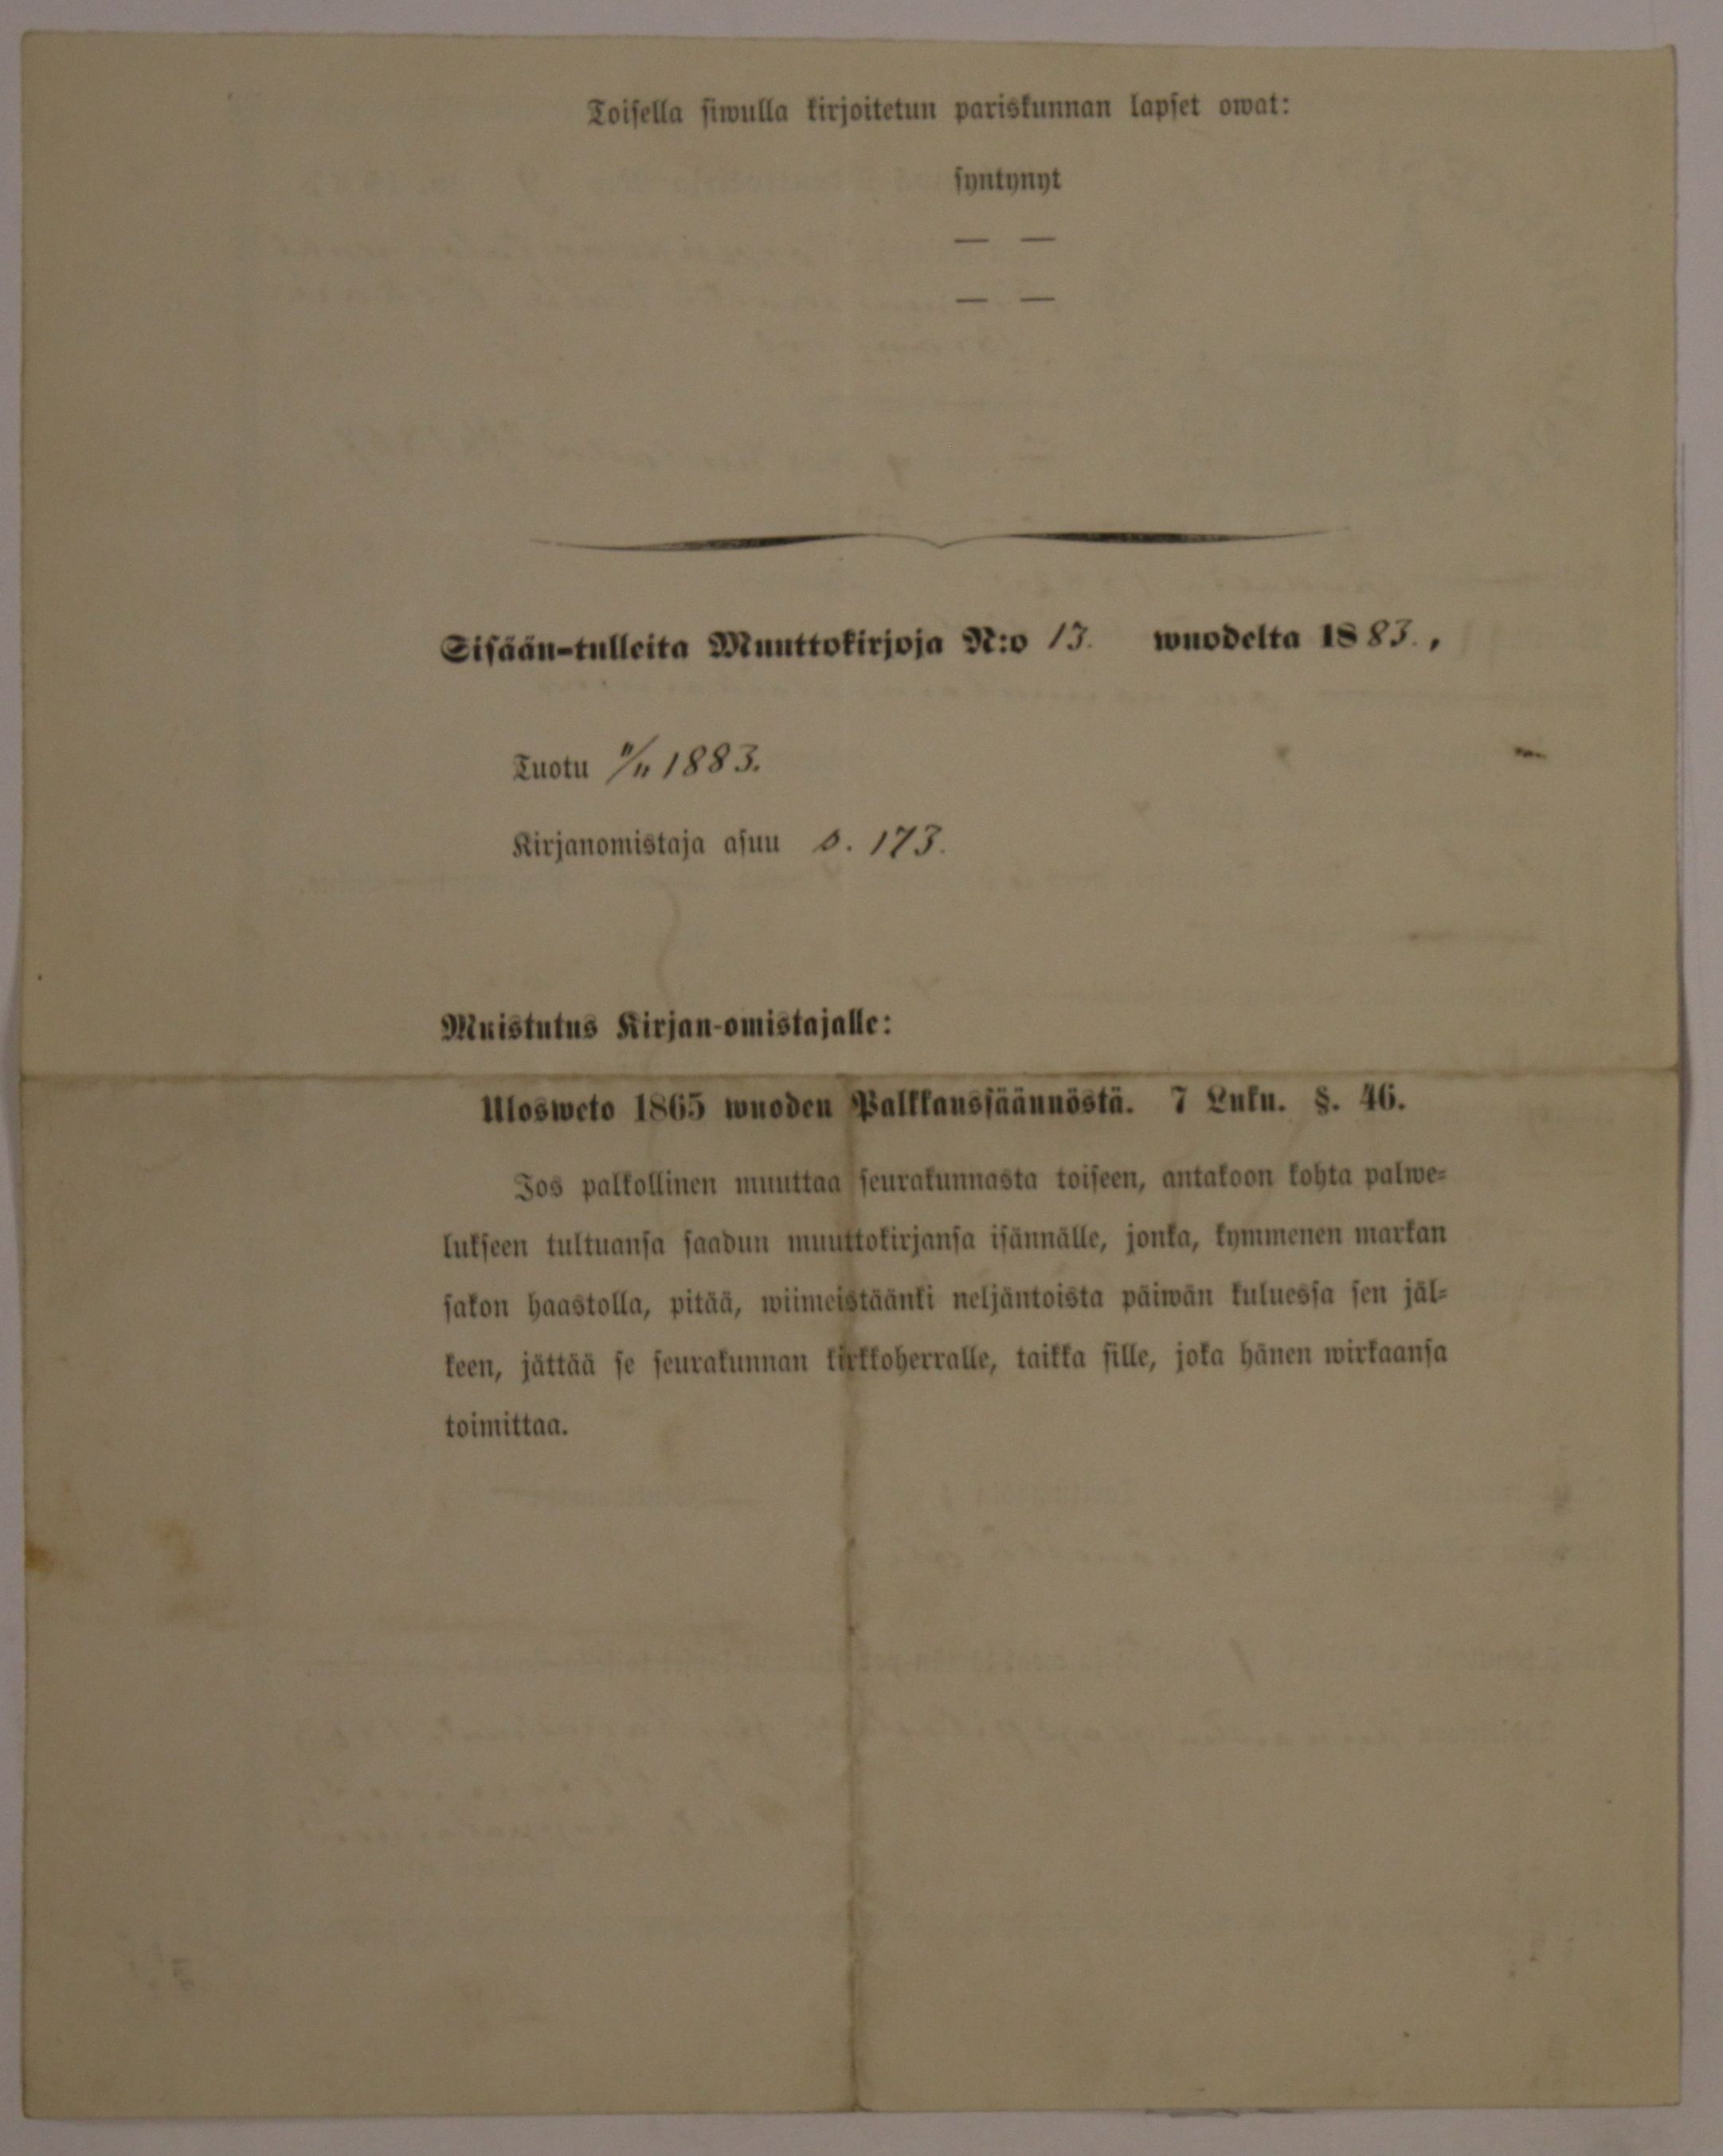 Toisella siwulla kirjoitetun pariskunnan lapset owat:
syntynyt
— —
— —
Sisään-tulleita Muuttokirjoja N:o 13. wuodelta 1883.,
Tuotu 11/11 1883.
Kirjanomistaja asuu s. 173.
Muistutus Kirjan-omistajalle:
Ulosweto 1865 wuoden Palkkaussäännöstä. 7 Luku. §. 46.
Jos palkollinen muuttaa seurakunnasta toiseen, antakoon kohta palwe-
lukseen tultuansa saadun muuttokirjansa isännälle, jonka, kymmenen markan
sakon haastolla, pitää, wiimeistäänki neljäntoista päiwän kuluessa sen jäl-
keen, jättää se seurakunnan kirkkoherralle, taikka sille, joka hänen wirkaansa
toimittaa.